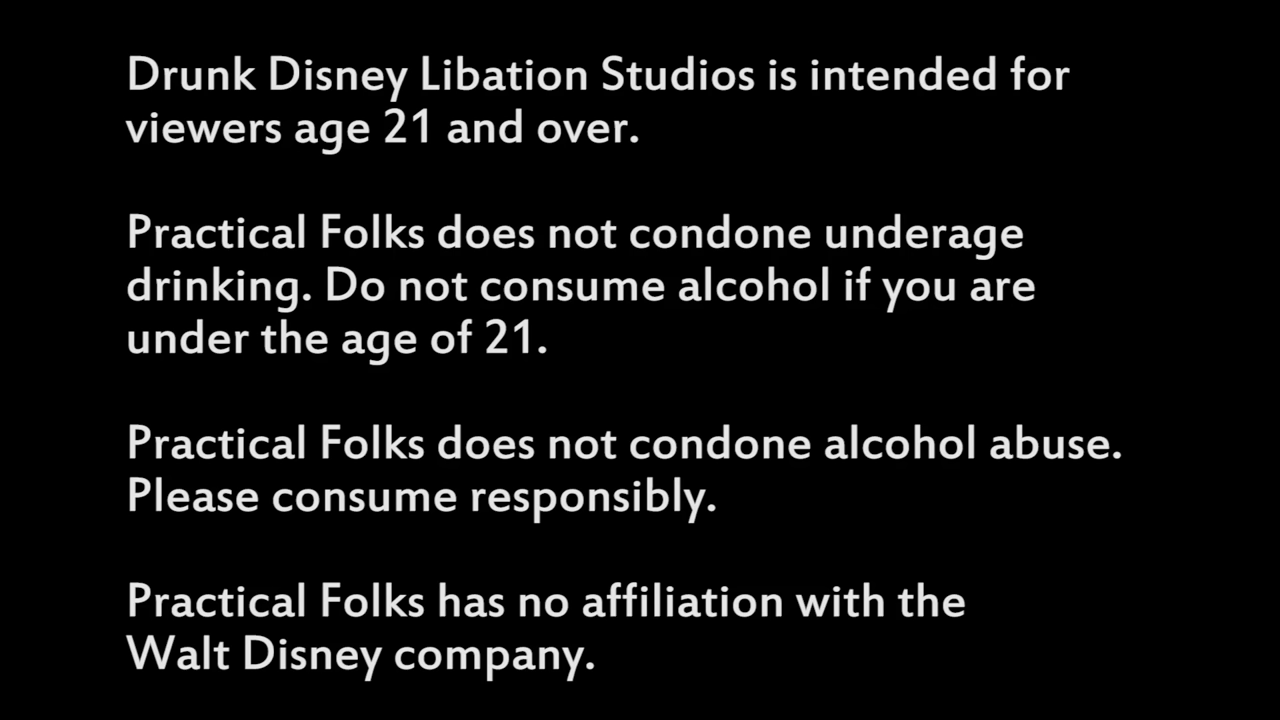 Drunk Disney Libation Studios is intended for
viewers age 21 and over.
Practical Folks does not condone underage
drinking. Do not consume alcohol if you are
under the age of 21.
Practical Folks does not condone alcohol abuse.
Please consume responsibly.
Practical Folks has no affiliation with the
Walt Disney company.